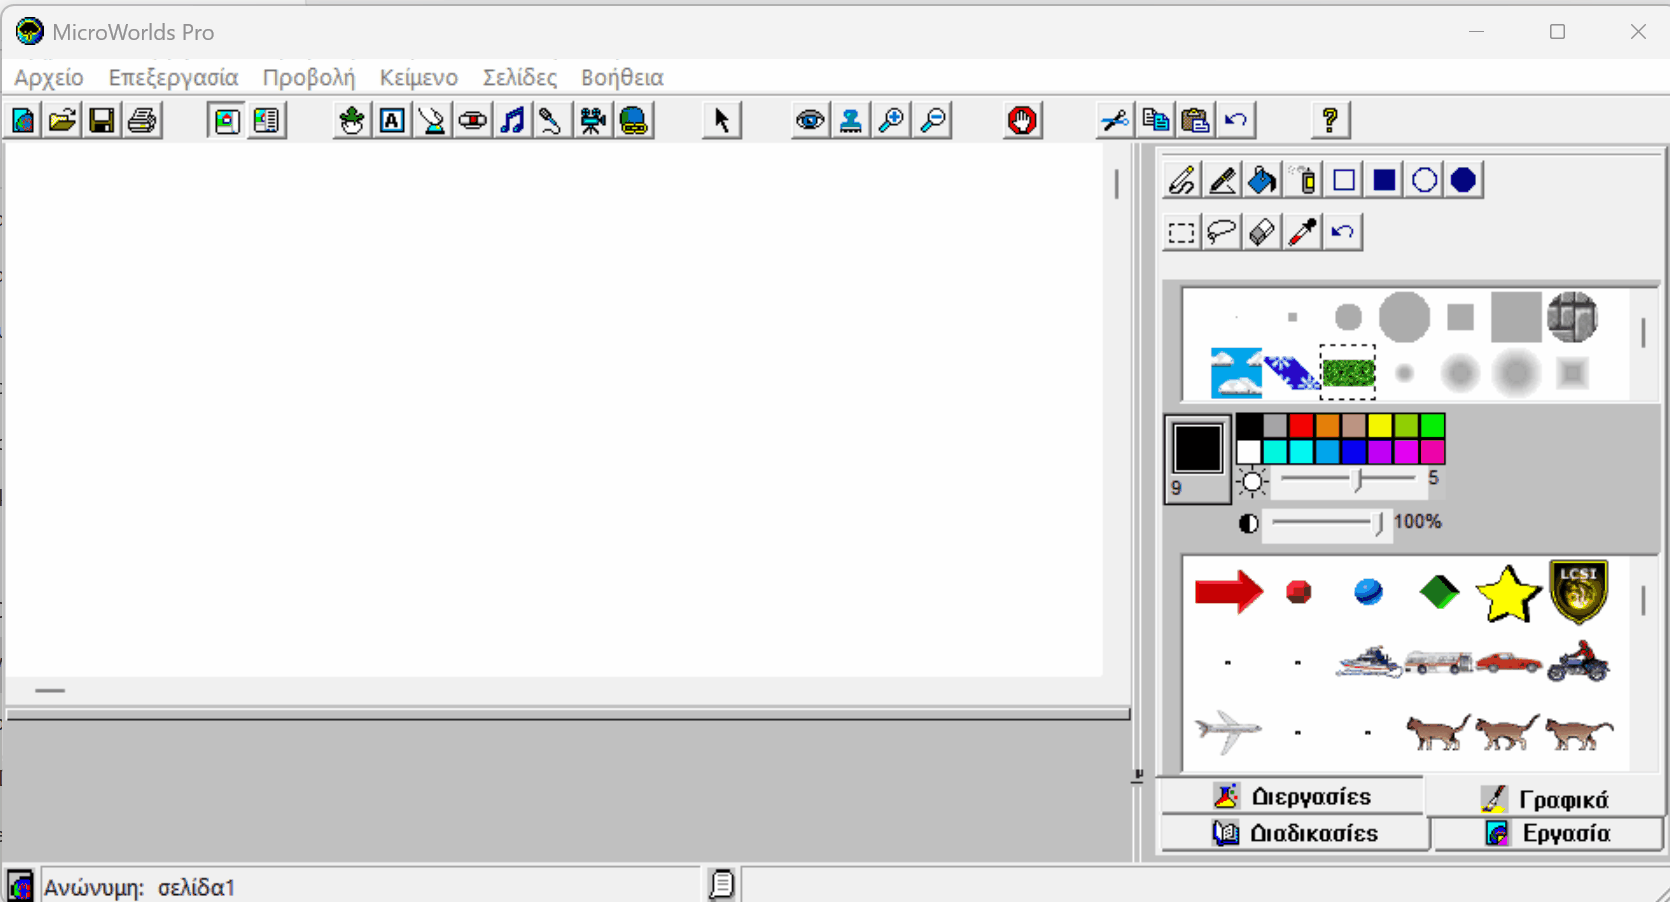 MicroWorlds Pro
Αρχείο Επεξεργασία Προβολή Κείμενο Σελίδες Βοήθεια
A
?
9
5
100%
LCSI
Διεργασίες
Γραφικά
Διαδικασίες
Εργασία
Ανώνυμη: σελίδα1